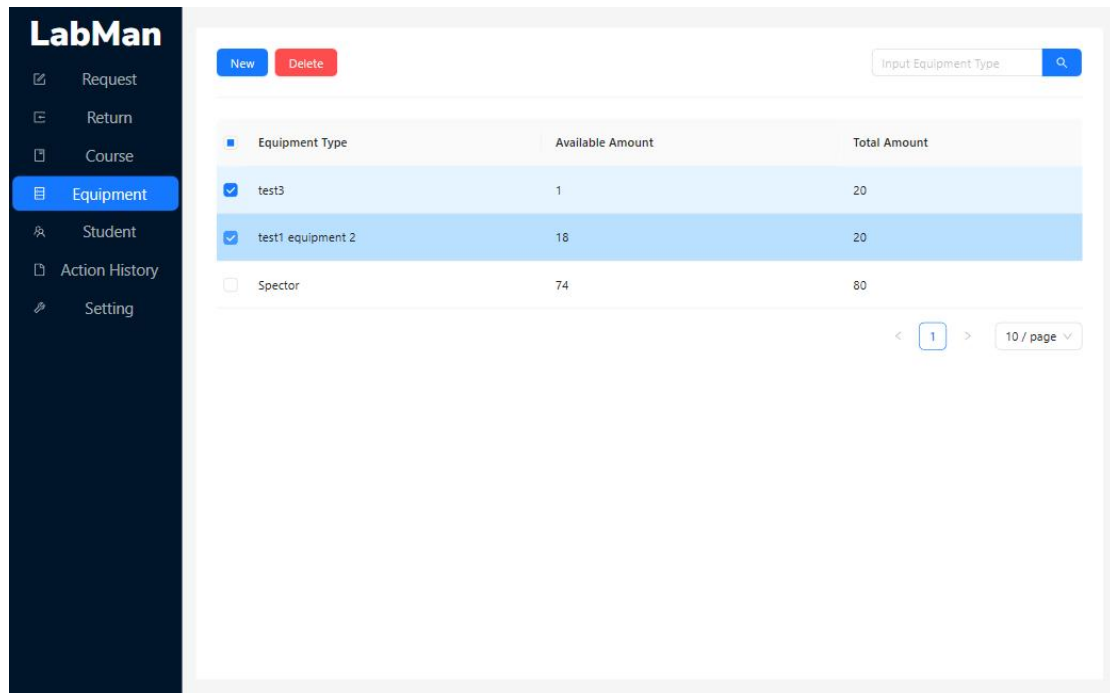 LabMan
Request
Return
Course
Equipment
Student
Action History
Setting
New Delete Input Equipment Type
Equipment Type Available Amount Total Amount
test3 1 20
test1 equipment 2 18 20
Spector 74 80
< 1 > 10 / page